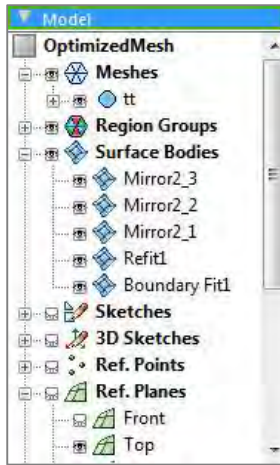 Model
OptimizedMesh
Meshes
tt
Region Groups
Surface Bodies
Mirror2_3
Mirror2_2
Mirror2_1
Refit1
Boundary Fit1
Sketches
3D Sketches
Ref. Points
Ref. Planes
Front
Top